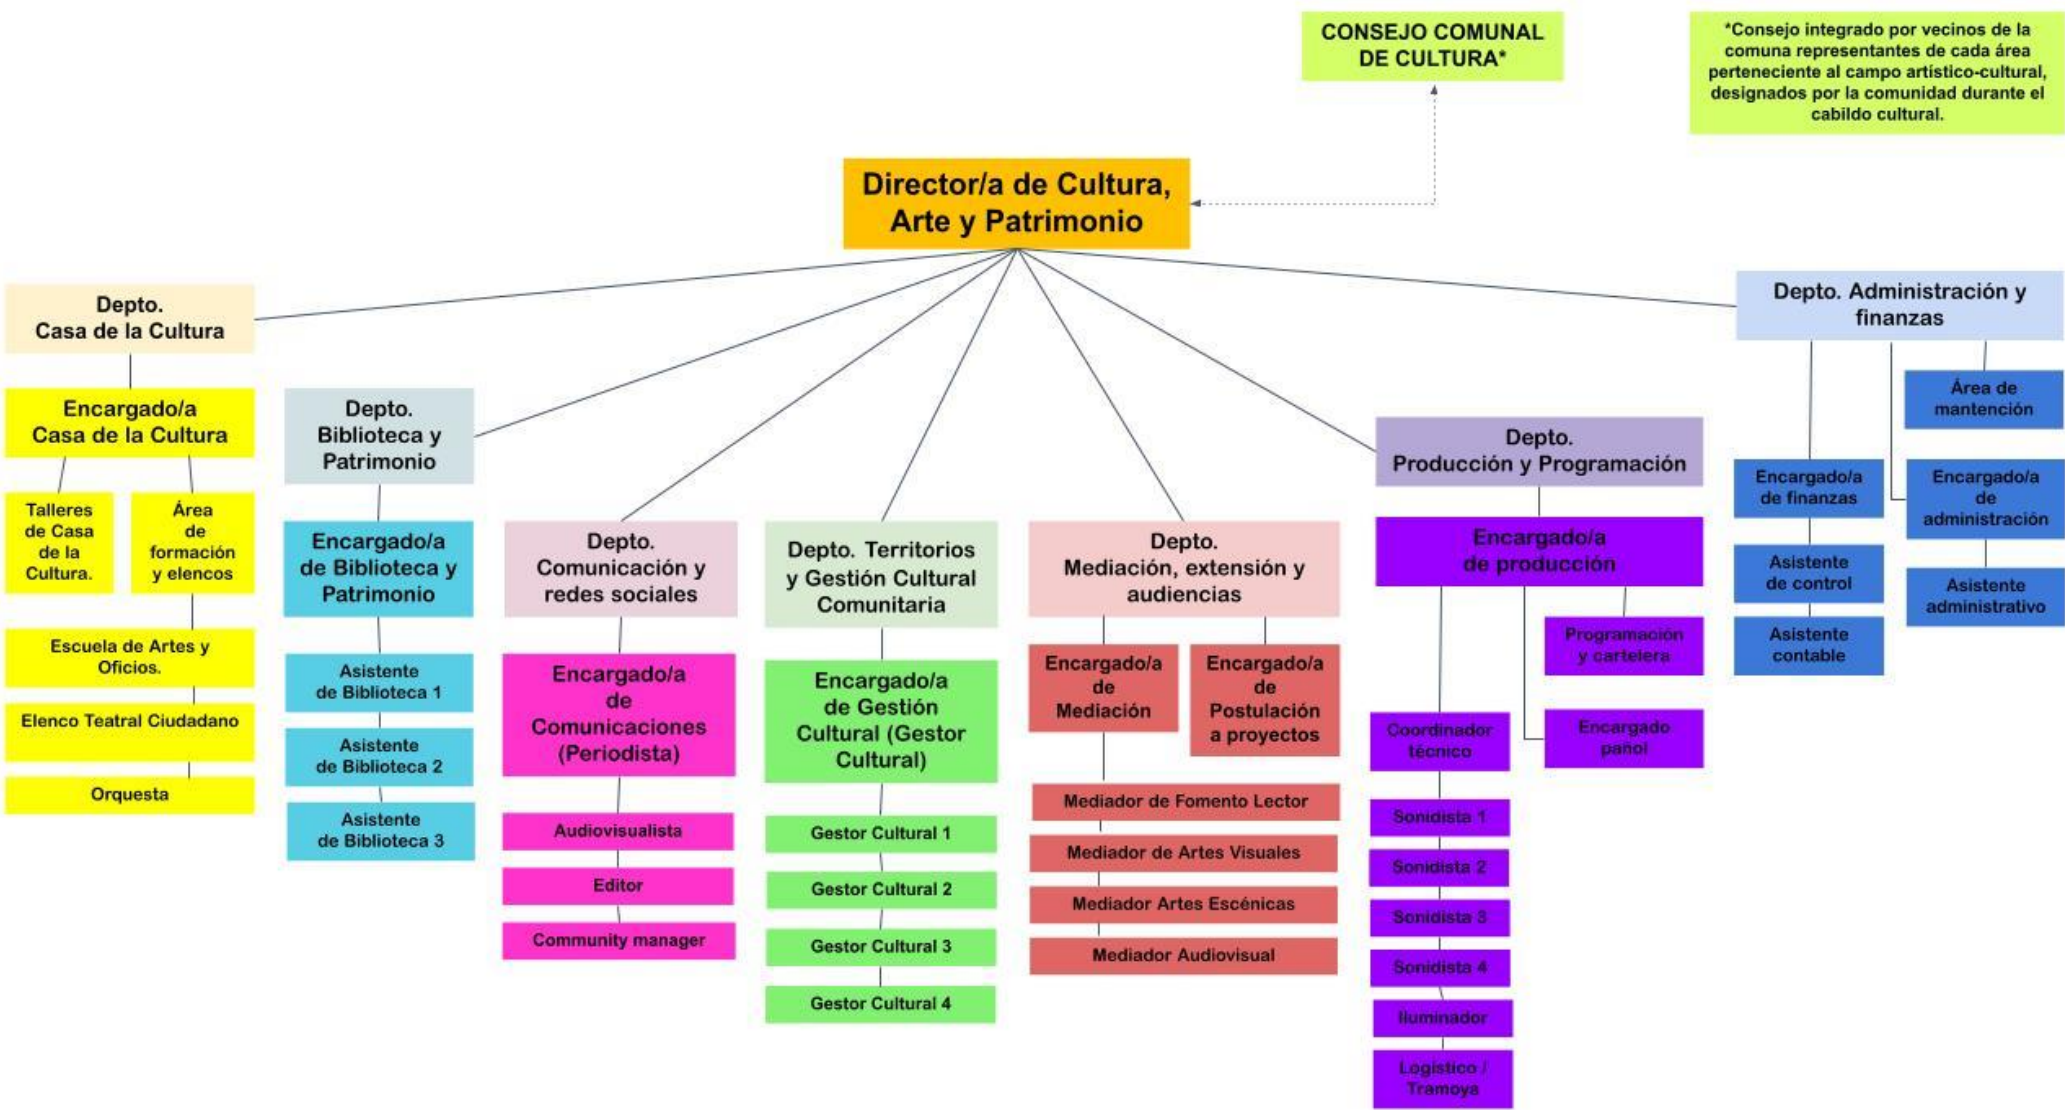 CONSEJO COMUNAL
DE CULTURA*
*Consejo integrado por vecinos de la
comuna representantes de cada área
perteneciente al campo artístico-cultural,
designados por la comunidad durante el
cabildo cultural.
Director/a de Cultura,
Arte y Patrimonio
Depto.
Casa de la Cultura
Encargado/a
Casa de la Cultura
Talleres
de Casa
de la
Cultura.
Área
de
formación
y elencos
Escuela de Artes y
Oficios.
Elenco Teatral Ciudadano
Orquesta
Depto.
Biblioteca y
Patrimonio
Encargado/a
de Biblioteca y
Patrimonio
Asistente
de Biblioteca 1
Asistente
de Biblioteca 2
Asistente
de Biblioteca 3
Depto.
Comunicación y
redes sociales
Encargado/a
de
Comunicaciones
(Periodista)
Audiovisualista
Editor
Community manager
Depto. Territorios
y Gestión Cultural
Comunitaria
Encargado/a
de Gestión
Cultural (Gestor
Cultural)
Gestor Cultural 1
Gestor Cultural 2
Gestor Cultural 3
Gestor Cultural 4
Depto.
Mediación, extensión y
audiencias
Encargado/a
de
Mediación
Encargado/a
de
Postulación
a proyectos
Mediador de Fomento Lector
Mediador de Artes Visuales
Mediador Artes Escénicas
Mediador Audiovisual
Depto.
Producción y Programación
Encargado/a
de producción
Programación
y cartelera
Encargado
pañol
Coordinador
técnico
Sonidista 1
Sonidista 2
Sonidista 3
Sonidista 4
Iluminador
Logístico /
Tramoya
Depto. Administración y
finanzas
Área de
mantención
Encargado/a
de finanzas
Asistente
de control
Asistente
contable
Encargado/a
de
administración
Asistente
administrativo